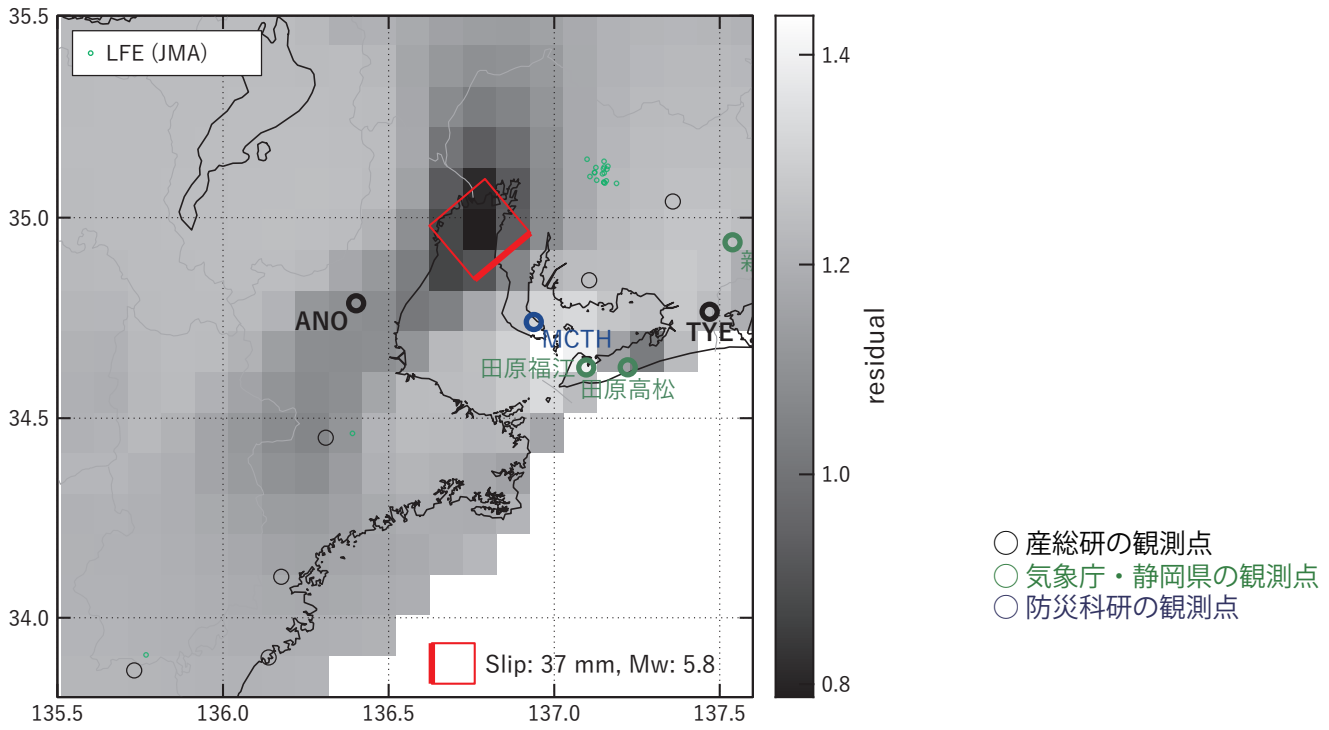 35.5
LFE (JMA)
1.4
35.0
新
1.2
ANO
TYE
MCTH
田原福江
田原高松
residual
34.5
1.0
産総研の観測点
気象庁・静岡県の観測点
防災科研の観測点
34.0
Slip: 37 mm, Mw: 5.8
0.8
135.5 136.0 136.5 137.0 137.5